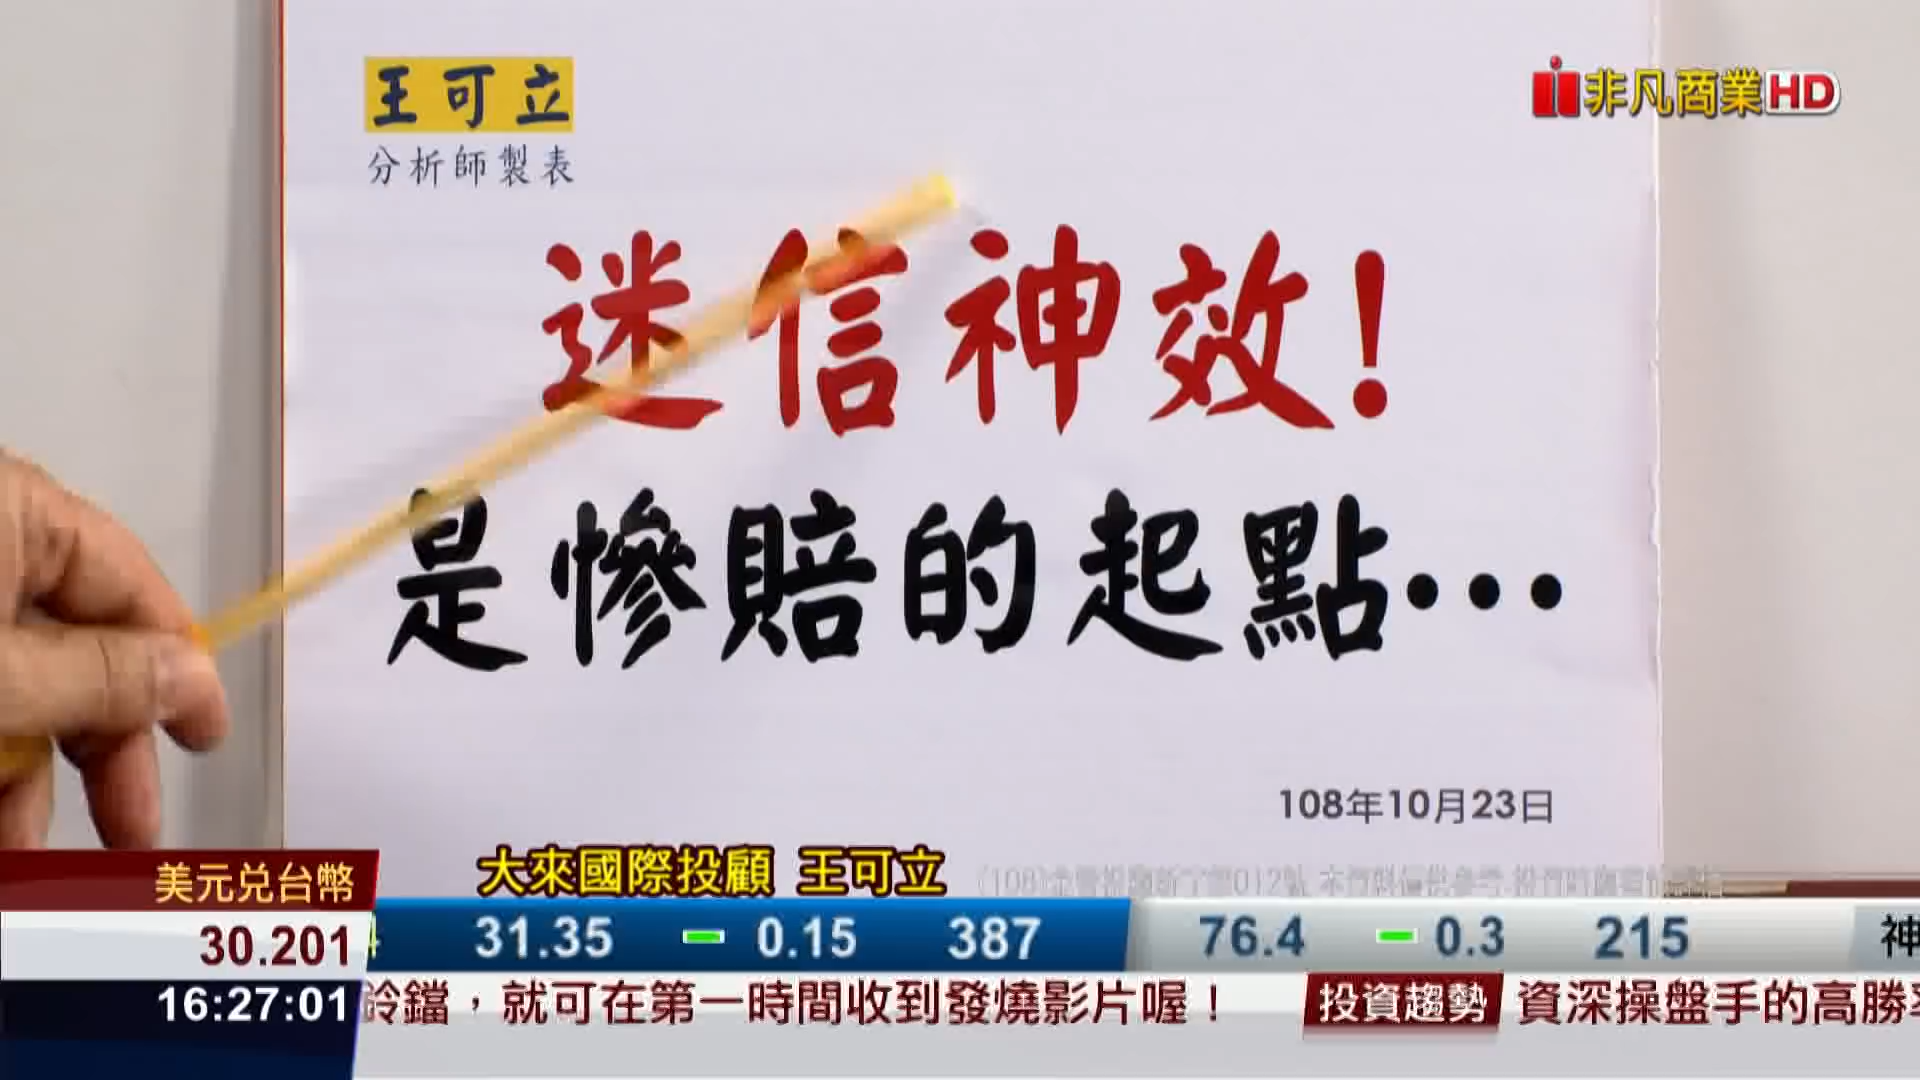 王可立
分析師製表
非凡商業HD
迷信神效!
是慘賠的起點...
108年10月23日
大來國際投顧 王可立
美元兌台幣
30.201
31.35 0.15 387 76.4 0.3 215 神
16:27:01
鈴鐺，就可在第一時間收到發燒影片喔！ 投資趨勢 資深操盤手的高勝